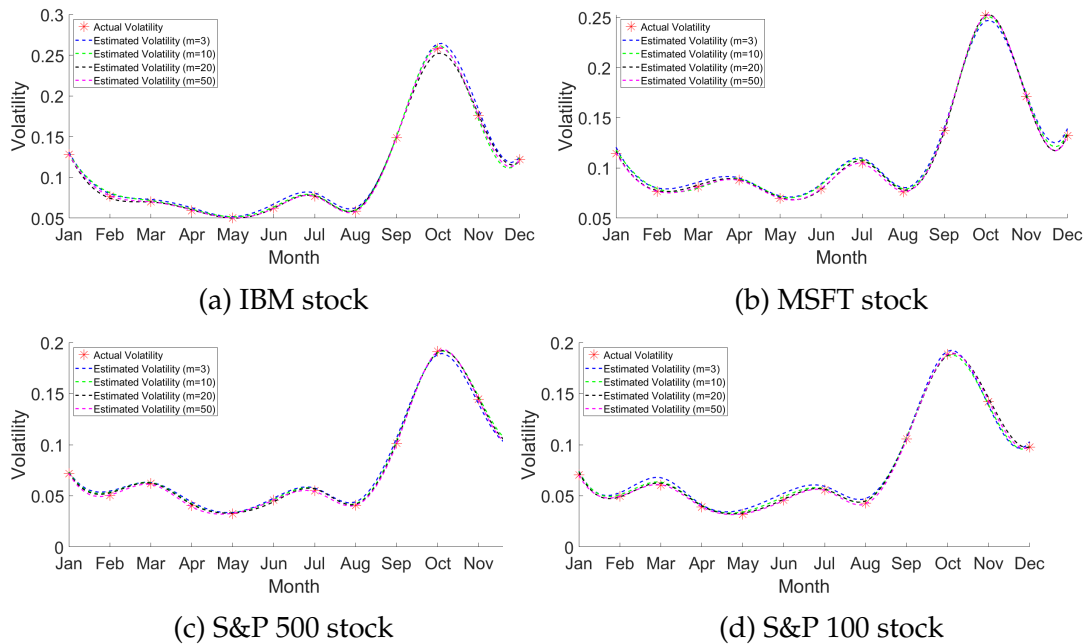 0.3
0.25
0.2
0.15
0.1
0.05
Volatility
Actual Volatility
Estimated Volatility (m=3)
Estimated Volatility (m=10)
Estimated Volatility (m=20)
Estimated Volatility (m=50)
Jan Feb Mar Apr May Jun Jul Aug Sep Oct Nov Dec
Month
(a) IBM stock
0.25
0.2
0.15
0.1
0.05
Volatility
Actual Volatility
Estimated Volatility (m=3)
Estimated Volatility (m=10)
Estimated Volatility (m=20)
Estimated Volatility (m=50)
Jan Feb Mar Apr May Jun Jul Aug Sep Oct Nov Dec
Month
(b) MSFT stock
0.2
0.15
0.1
0.05
0
Volatility
Actual Volatility
Estimated Volatility (m=3)
Estimated Volatility (m=10)
Estimated Volatility (m=20)
Estimated Volatility (m=50)
Jan Feb Mar Apr May Jun Jul Aug Sep Oct Nov
Month
(c) S&P 500 stock
0.2
0.15
0.1
0.05
0
Volatility
Actual Volatility
Estimated Volatility (m=3)
Estimated Volatility (m=10)
Estimated Volatility (m=20)
Estimated Volatility (m=50)
Jan Feb Mar Apr May Jun Jul Aug Sep Oct Nov Dec
Month
(d) S&P 100 stock